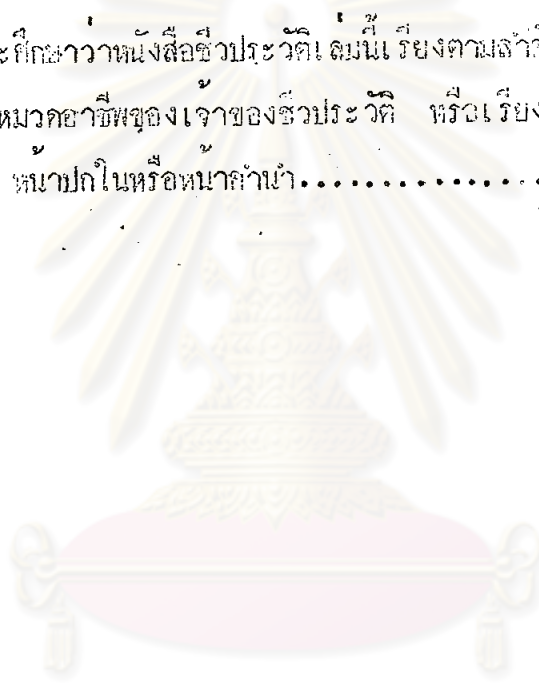 ะศึกษาว่าหนังสือชีวประวัติเล่มนี้เรียงตามลำ
หมวดอาชีพของเจ้าของชีวประวัติ หรือเรียง
หน้าปกในหรือหน้าคำนำ................